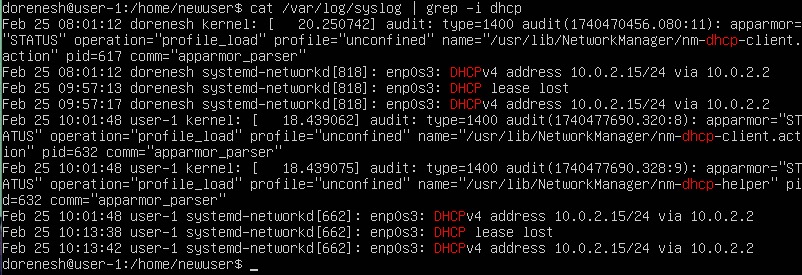 dorenesh@user-1:/home/newuser$ cat /var/log/syslog | grep -i dhcp
Feb 25 08:01:12 dorenesh kernel: [   20.250742] audit: type=1400 audit(1740470456.080:11): apparmor=
"STATUS" operation="profile_load" profile="unconfined" name="/usr/lib/NetworkManager/nm-dhcp-client.
action" pid=617 comm="apparmor_parser"
Feb 25 08:01:12 dorenesh systemd-networkd[818]: enp0s3: DHCPv4 address 10.0.2.15/24 via 10.0.2.2
Feb 25 09:57:13 dorenesh systemd-networkd[818]: enp0s3: DHCP lease lost
Feb 25 09:57:17 dorenesh systemd-networkd[818]: enp0s3: DHCPv4 address 10.0.2.15/24 via 10.0.2.2
Feb 25 10:01:48 user-1 kernel: [   18.439062] audit: type=1400 audit(1740477690.320:8): apparmor="ST
ATUS" operation="profile_load" profile="unconfined" name="/usr/lib/NetworkManager/nm-dhcp-client.act
ion" pid=632 comm="apparmor_parser"
Feb 25 10:01:48 user-1 kernel: [   18.439075] audit: type=1400 audit(1740477690.328:9): apparmor="ST
ATUS" operation="profile_load" profile="unconfined" name="/usr/lib/NetworkManager/nm-dhcp-helper" pi
d=632 comm="apparmor_parser"
Feb 25 10:01:48 user-1 systemd-networkd[662]: enp0s3: DHCPv4 address 10.0.2.15/24 via 10.0.2.2
Feb 25 10:13:38 user-1 systemd-networkd[662]: enp0s3: DHCP lease lost
Feb 25 10:13:42 user-1 systemd-networkd[662]: enp0s3: DHCPv4 address 10.0.2.15/24 via 10.0.2.2
dorenesh@user-1:/home/newuser$ _